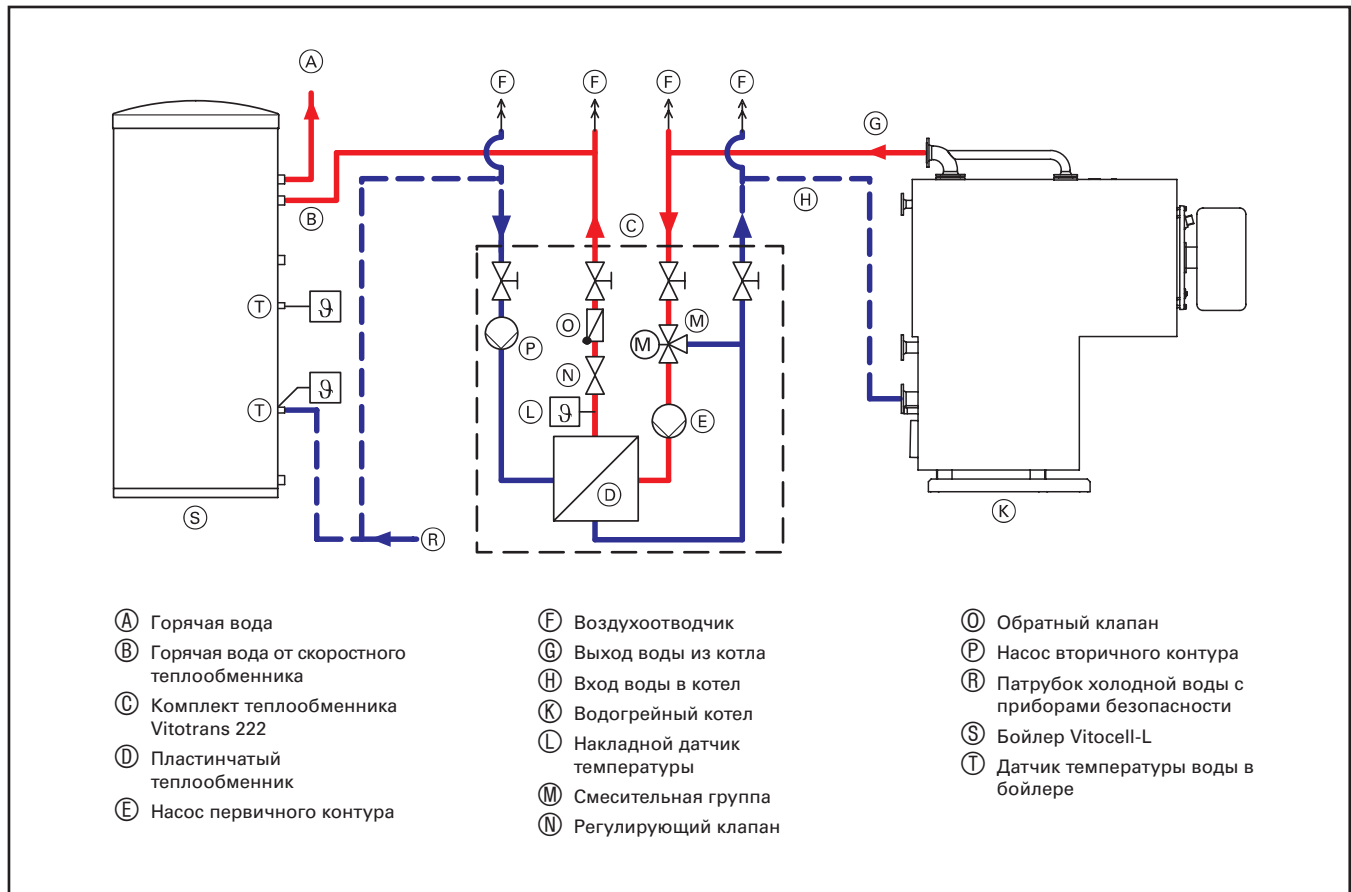 A
F
F
F
F
G
B
C
H
T
ϑ
O
M
M
P
N
ϑ
T
L
ϑ
E
D
S
R
K
A Горячая вода
B Горячая вода от скоростного
теплообменника
C Комплект теплообменника
Vitotrans 222
D Пластинчатый
теплообменник
E Насос первичного контура
F Воздухоотводчик
G Выход воды из котла
H Вход воды в котел
K Водогрейный котел
L Накладной датчик
температуры
M Смесительная группа
N Регулирующий клапан
O Обратный клапан
P Насос вторичного контура
R Патрубок холодной воды с
приборами безопасности
S Бойлер Vitocell-L
T Датчик температуры воды в
бойлере